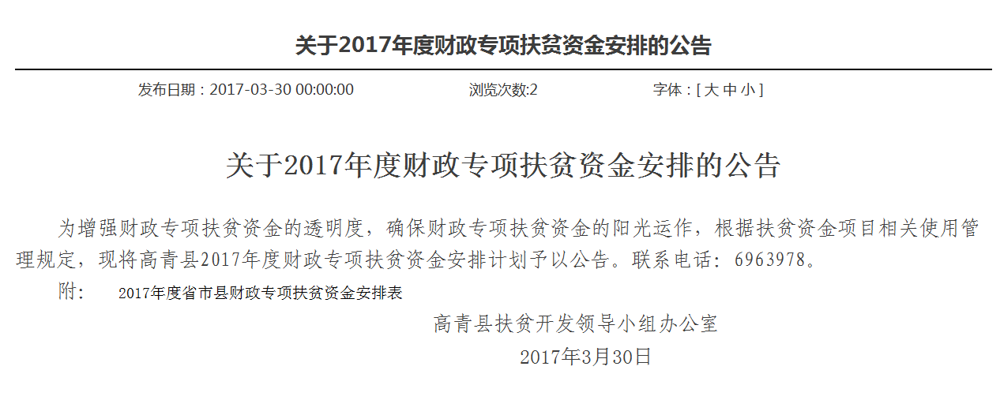 关于2017年度财政专项扶贫资金安排的公告
发布日期：2017-03-30 00:00:00 浏览次数:2 字体：[ 大 中 小 ]
关于2017年度财政专项扶贫资金安排的公告
为增强财政专项扶贫资金的透明度，确保财政专项扶贫资金的阳光运作，根据扶贫资金项目相关使用管
理规定，现将高青县2017年度财政专项扶贫资金安排计划予以公告。联系电话：6963978。
附： 2017年度省市县财政专项扶贫资金安排表
高青县扶贫开发领导小组办公室
2017年3月30日